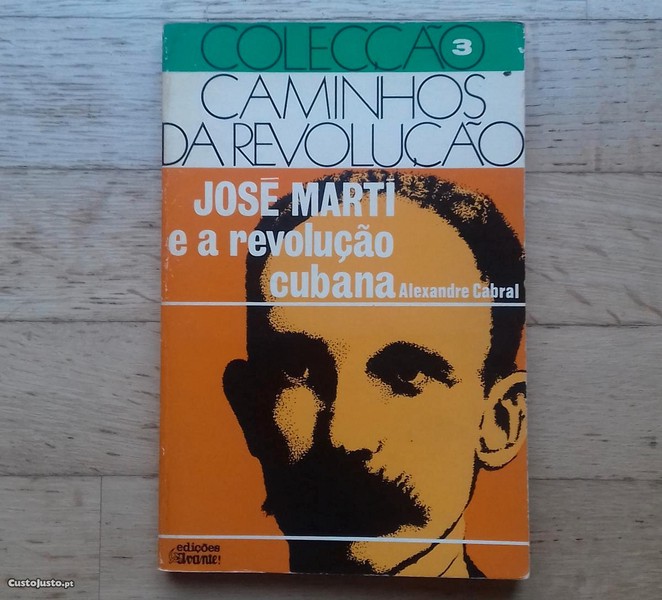 COLECÇÃO 3
CAMINHOS
DA REVOLUÇÃO
JOSÉ MARTÍ
e a revolução
cubana Alexandre Cabral
edições
Avante!
CustoJusto.pt